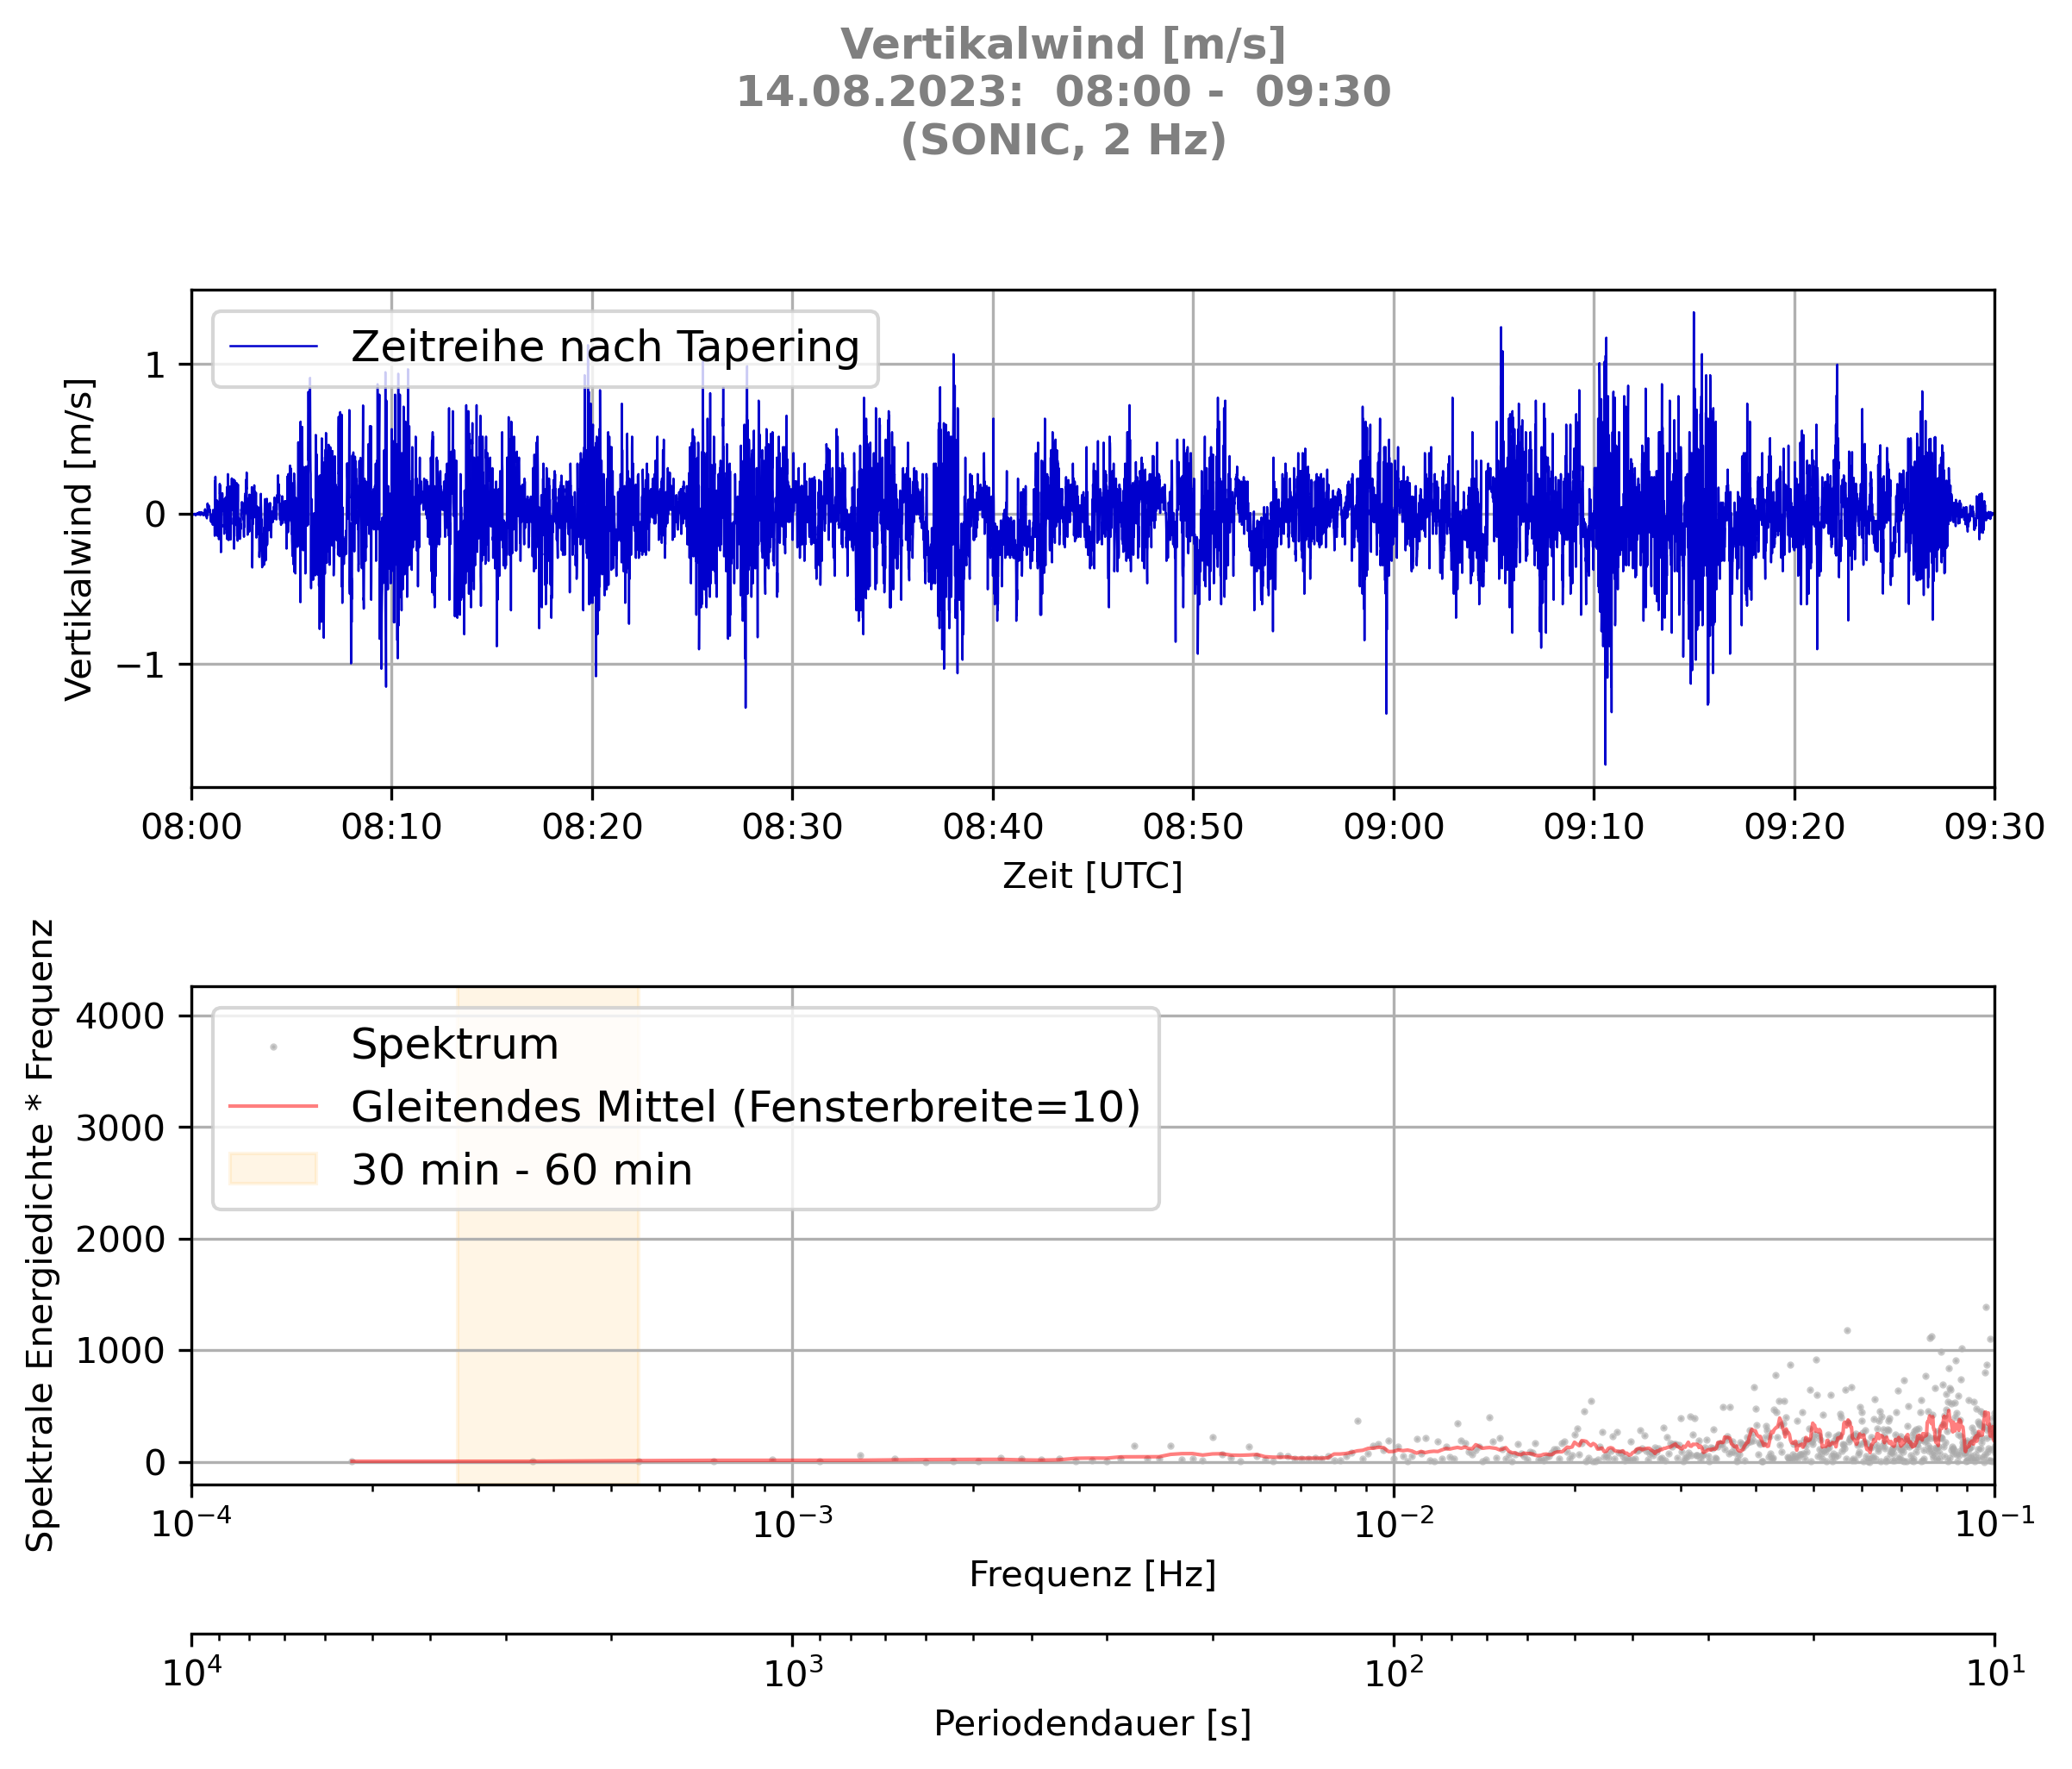 Vertikalwind [m/s]
14.08.2023:  08:00 -  09:30
(SONIC, 2 Hz)
Zeitreihe nach Tapering
Vertikalwind [m/s]
1
0
−1
08:00 08:10 08:20 08:30 08:40 08:50 09:00 09:10 09:20 09:30
Zeit [UTC]
Spektrale Energiedichte * Frequenz
4000
3000
2000
1000
0
Spektrum
Gleitendes Mittel (Fensterbreite=10)
30 min - 60 min
10⁻⁴ 10⁻³ 10⁻² 10⁻¹
Frequenz [Hz]
10⁴ 10³ 10² 10¹
Periodendauer [s]